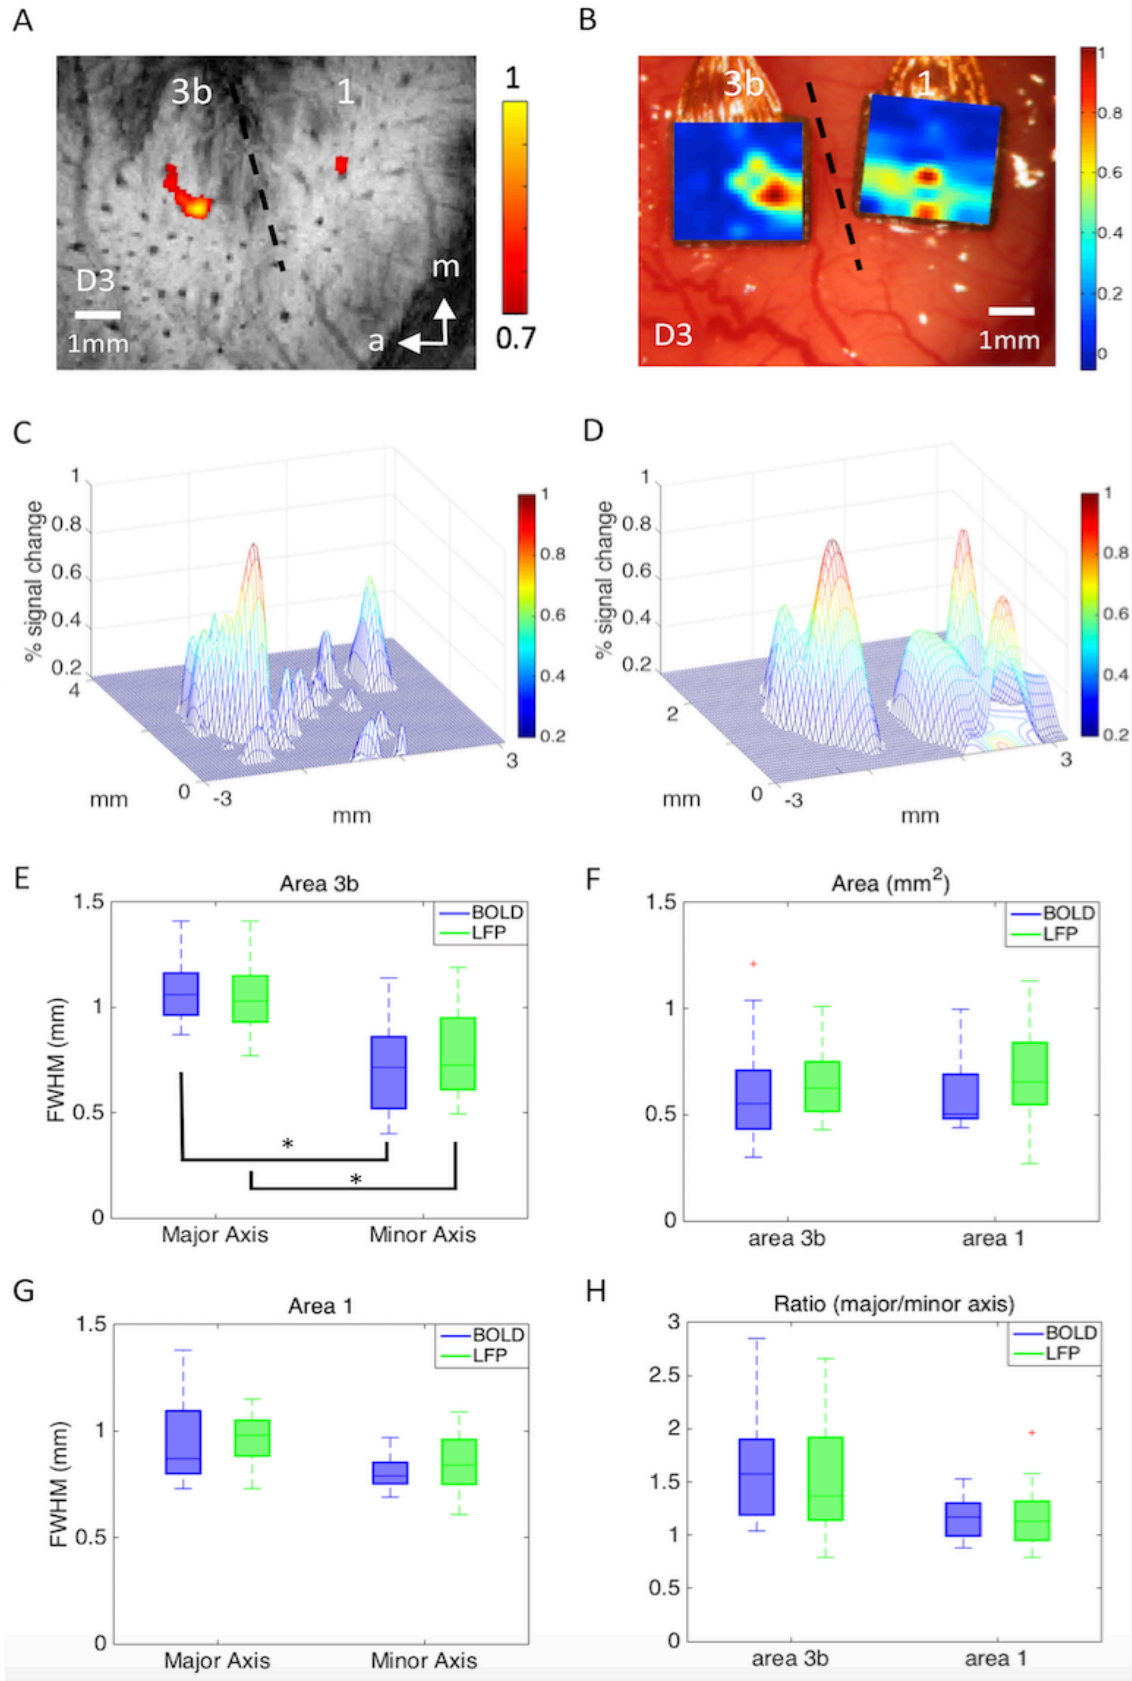 A
B
3b
1
1
0.7
D3
1mm
m
a
3b
1
D3
1mm
1
0.8
0.6
0.4
0.2
0
C
D
% signal change
1
0.8
0.6
0.4
0.2
4
mm
0
-3
mm
3
1
0.8
0.6
0.4
0.2
% signal change
1
0.8
0.6
0.4
0.2
2
mm
0
-3
mm
3
1
0.8
0.6
0.4
0.2
E
Area 3b
BOLD
LFP
FWHM (mm)
1.5
1
0.5
0
*
*
Major Axis
Minor Axis
F
Area (mm²)
BOLD
LFP
1.5
1
0.5
0
area 3b
area 1
G
Area 1
BOLD
LFP
FWHM (mm)
1.5
1
0.5
0
Major Axis
Minor Axis
H
Ratio (major/minor axis)
BOLD
LFP
3
2.5
2
1.5
1
0.5
0
area 3b
area 1